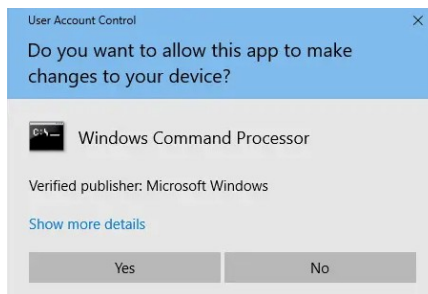 User Account Control
Do you want to allow this app to make
changes to your device?
C:\_
Windows Command Processor
Verified publisher: Microsoft Windows
Show more details
Yes No